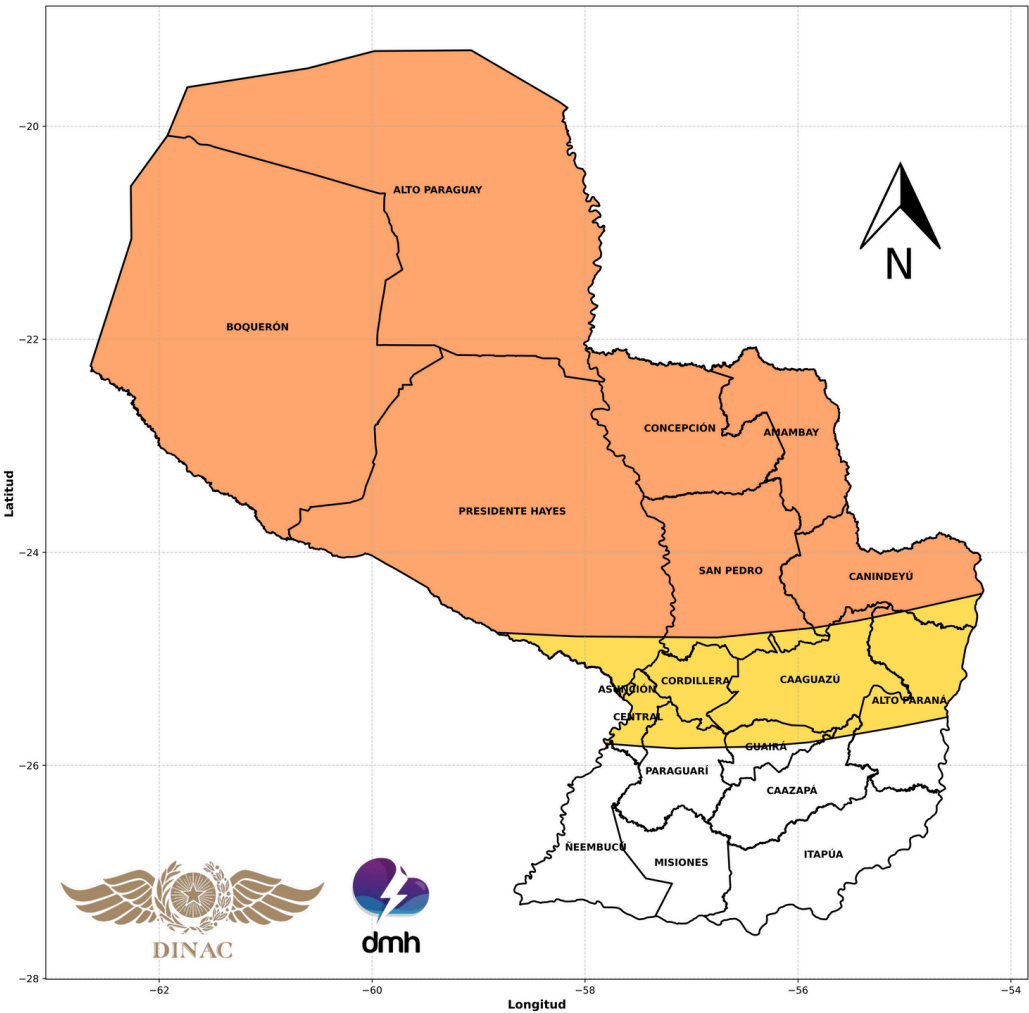 −20
ALTO PARAGUAY
N
BOQUERÓN
−22
CONCEPCIÓN
AMAMBAY
Latitud
PRESIDENTE HAYES
−24
SAN PEDRO
CANINDEYÚ
ASUNCIÓN
CORDILLERA
CAAGUAZÚ
ALTO PARANÁ
CENTRAL
GUAIRÁ
−26
PARAGUARÍ
CAAZAPÁ
ÑEEMBUCÚ
MISIONES
ITAPÚA
DINAC
dmh
−28
−62
−60
−58
−56
−54
Longitud